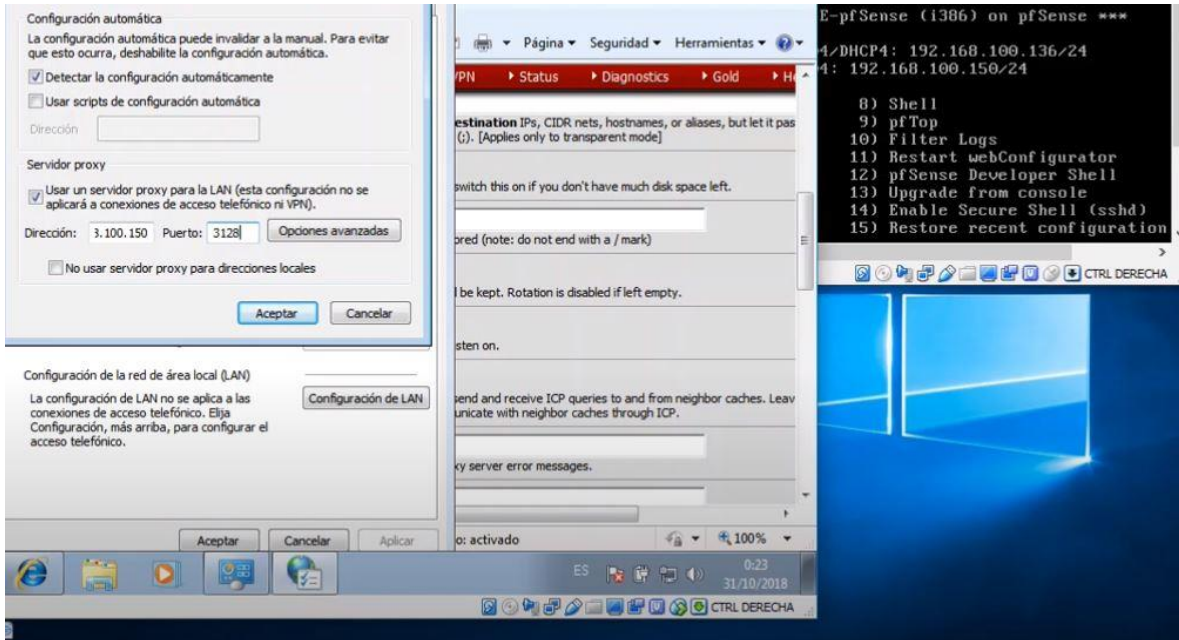 Configuración automática
La configuración automática puede invalidar a la manual. Para evitar
que esto ocurra, deshabilite la configuración automática.
Detectar la configuración automáticamente
Usar scripts de configuración automática
Dirección
Servidor proxy
Usar un servidor proxy para la LAN (esta configuración no se
aplicará a conexiones de acceso telefónico ni VPN).
Dirección: 3.100.150 Puerto: 3128 Opciones avanzadas
No usar servidor proxy para direcciones locales
Aceptar Cancelar
Configuración de la red de área local (LAN)
La configuración de LAN no se aplica a las
conexiones de acceso telefónico. Elija
Configuración, más arriba, para configurar el
acceso telefónico.
Configuración de LAN
Aceptar Cancelar Aplicar
Página Seguridad Herramientas
VPN Status Diagnostics Gold
estination IPs, CIDR nets, hostnames, or aliases, but let it pas
(;). [Applies only to transparent mode]
switch this on if you don't have much disk space left.
ored (note: do not end with a / mark)
l be kept. Rotation is disabled if left empty.
sten on.
send and receive ICP queries to and from neighbor caches. Leav
unicate with neighbor caches through ICP.
xy server error messages.
o: activado 100%
ES 0:23
31/10/2018
CTRL DERECHA
E-pfSense (i386) on pfSense ***
4/DHCP4: 192.168.100.136/24
4: 192.168.100.150/24
8) Shell
9) pfTop
10) Filter Logs
11) Restart webConfigurator
12) pfSense Developer Shell
13) Upgrade from console
14) Enable Secure Shell (sshd)
15) Restore recent configuration
CTRL DERECHA